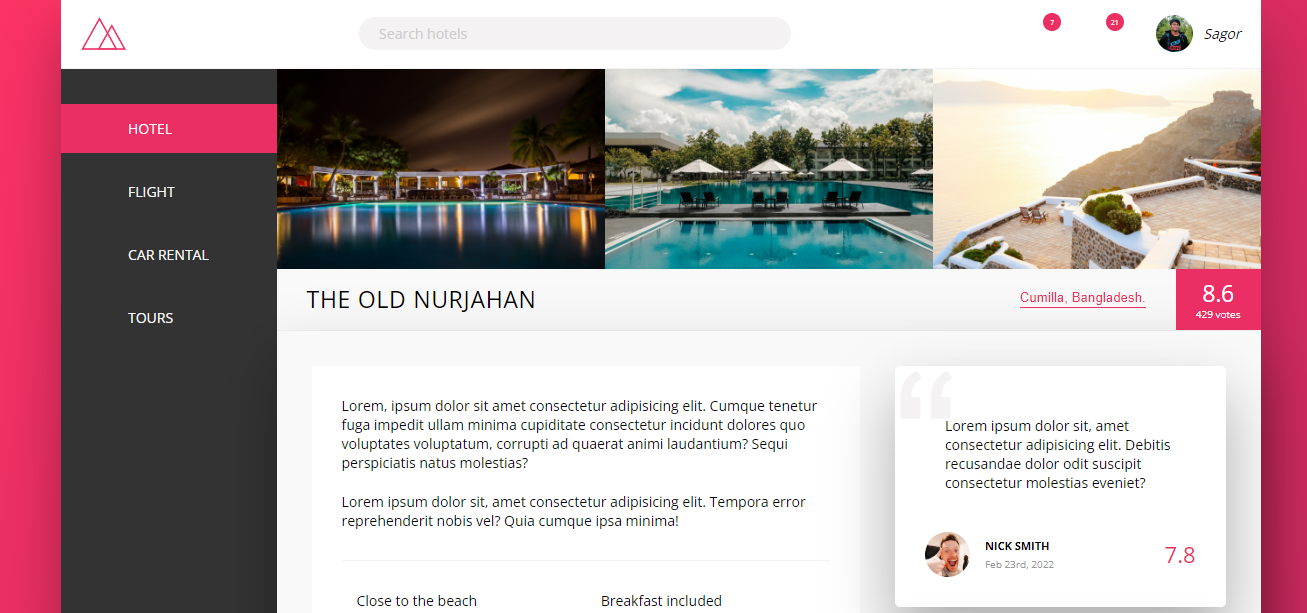 Search hotels
7
21
Sagor
HOTEL
FLIGHT
CAR RENTAL
TOURS
THE OLD NURJAHAN
Cumilla, Bangladesh.
8.6
429 votes
Lorem, ipsum dolor sit amet consectetur adipisicing elit. Cumque tenetur
fuga impedit ullam minima cupiditate consectetur incidunt dolores quo
voluptates voluptatum, corrupti ad quaerat animi laudantium? Sequi
perspiciatis natus molestias?
Lorem ipsum dolor sit, amet consectetur adipisicing elit. Tempora error
reprehenderit nobis vel? Quia cumque ipsa minima!
Close to the beach
Breakfast included
“
Lorem ipsum dolor sit, amet
consectetur adipisicing elit. Debitis
recusandae dolor odit suscipit
consectetur molestias eveniet?
NICK SMITH
Feb 23rd, 2022
7.8